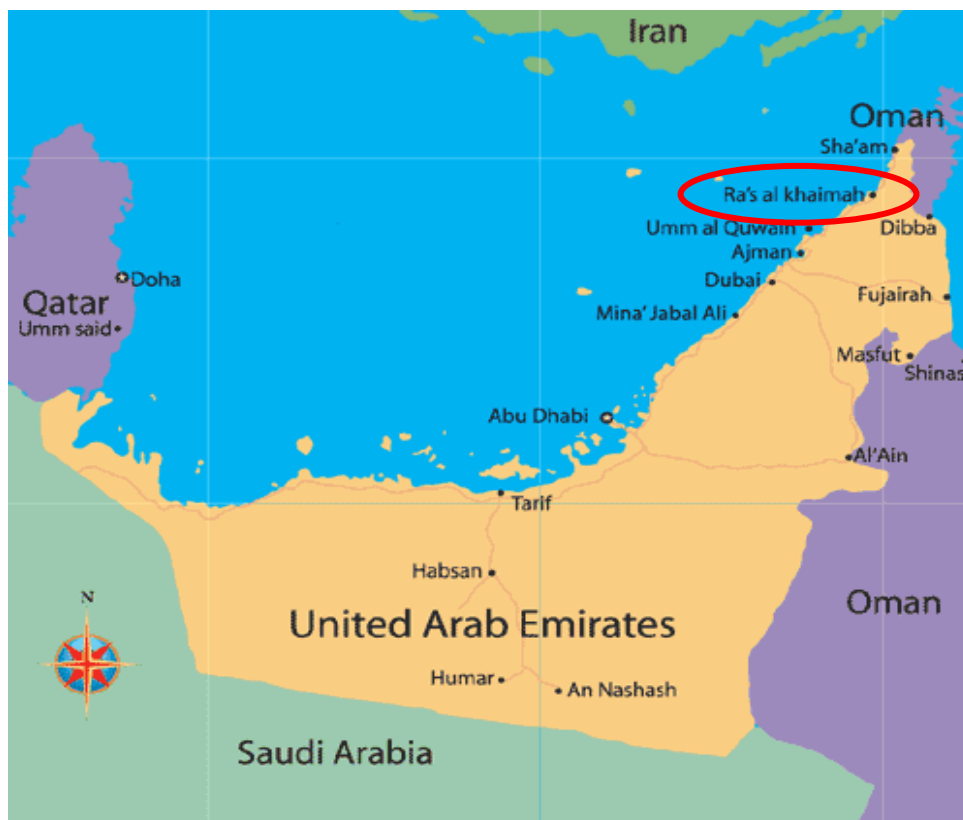 Iran
Oman
Sha'am
Ra's al khaimah
Umm al Quwain
Dibba
Ajman
Dubai
Doha
Qatar
Fujairah
Mina' Jabal Ali
Umm said
Masfut
Shinas
Abu Dhabi
Al'Ain
Tarif
Habsan
N
United Arab Emirates
Oman
Humar
An Nashash
Saudi Arabia